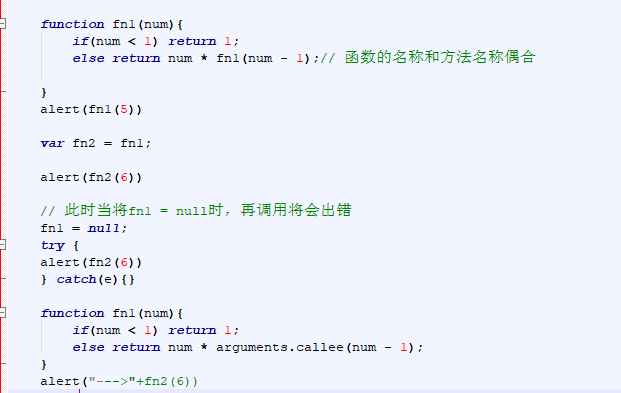 function fn1(num){
if(num < 1) return 1;
else return num * fn1(num - 1);// 函数的名称和方法名称偶合
}
alert(fn1(5))
var fn2 = fn1;
alert(fn2(6))
// 此时当将fn1 = null时，再调用将会出错
fn1 = null;
try {
alert(fn2(6))
} catch(e){}
function fn1(num){
if(num < 1) return 1;
else return num * arguments.callee(num - 1);
}
alert("--->"+fn2(6))